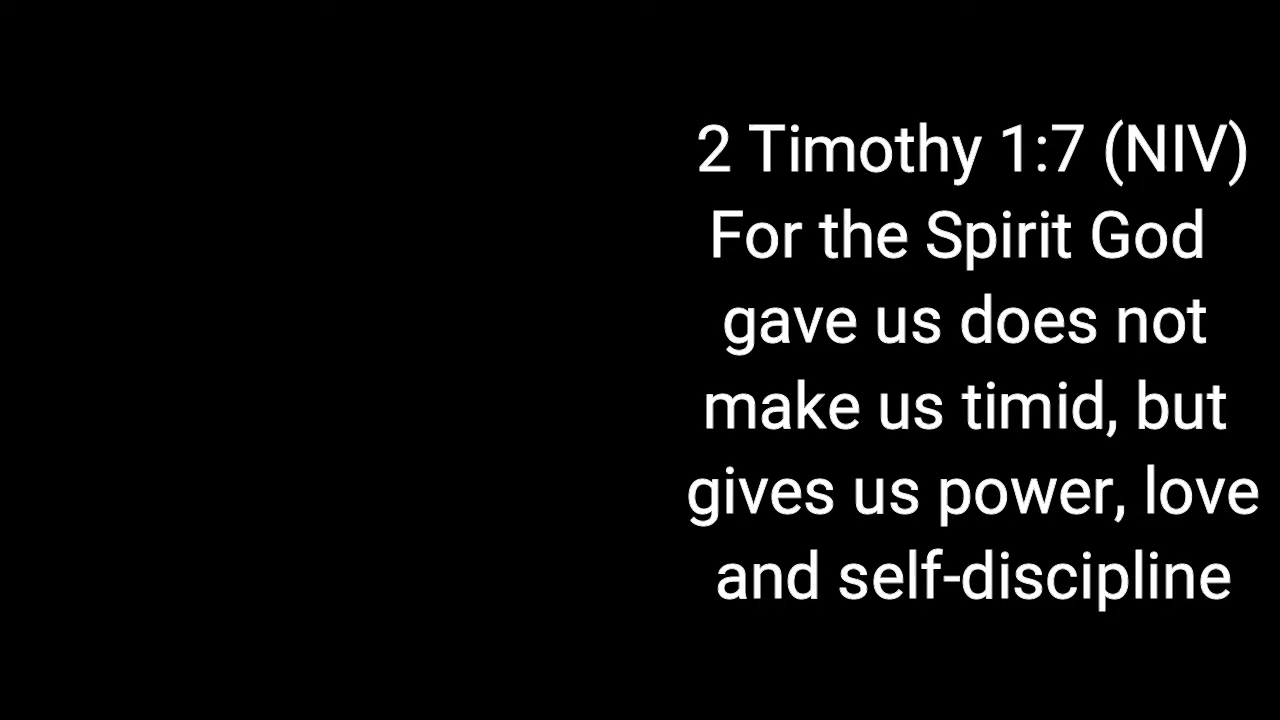 2 Timothy 1:7 (NIV)
For the Spirit God
gave us does not
make us timid, but
gives us power, love
and self-discipline